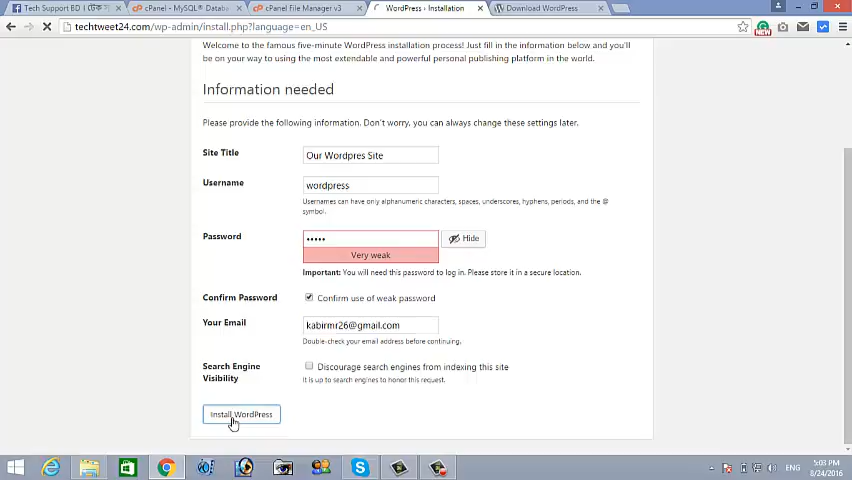 Tech Support BD | টেক
cPanel - MySQL® Databa
cPanel File Manager v3
WordPress › Installation
Download WordPress
techtweet24.com/wp-admin/install.php?language=en_US
Welcome to the famous five-minute WordPress installation process! Just fill in the information below and you'll
be on your way to using the most extendable and powerful personal publishing platform in the world.
Information needed
Please provide the following information. Don't worry, you can always change these settings later.
Site Title
Our Wordpres Site
Username
wordpress
Usernames can have only alphanumeric characters, spaces, underscores, hyphens, periods, and the @
symbol.
Password
•••••
Hide
Very weak
Important: You will need this password to log in. Please store it in a secure location.
Confirm Password
Confirm use of weak password
Your Email
kabirmr26@gmail.com
Double-check your email address before continuing.
Search Engine
Visibility
Discourage search engines from indexing this site
It is up to search engines to honor this request.
Install WordPress
ENG
5:03 PM
8/24/2016